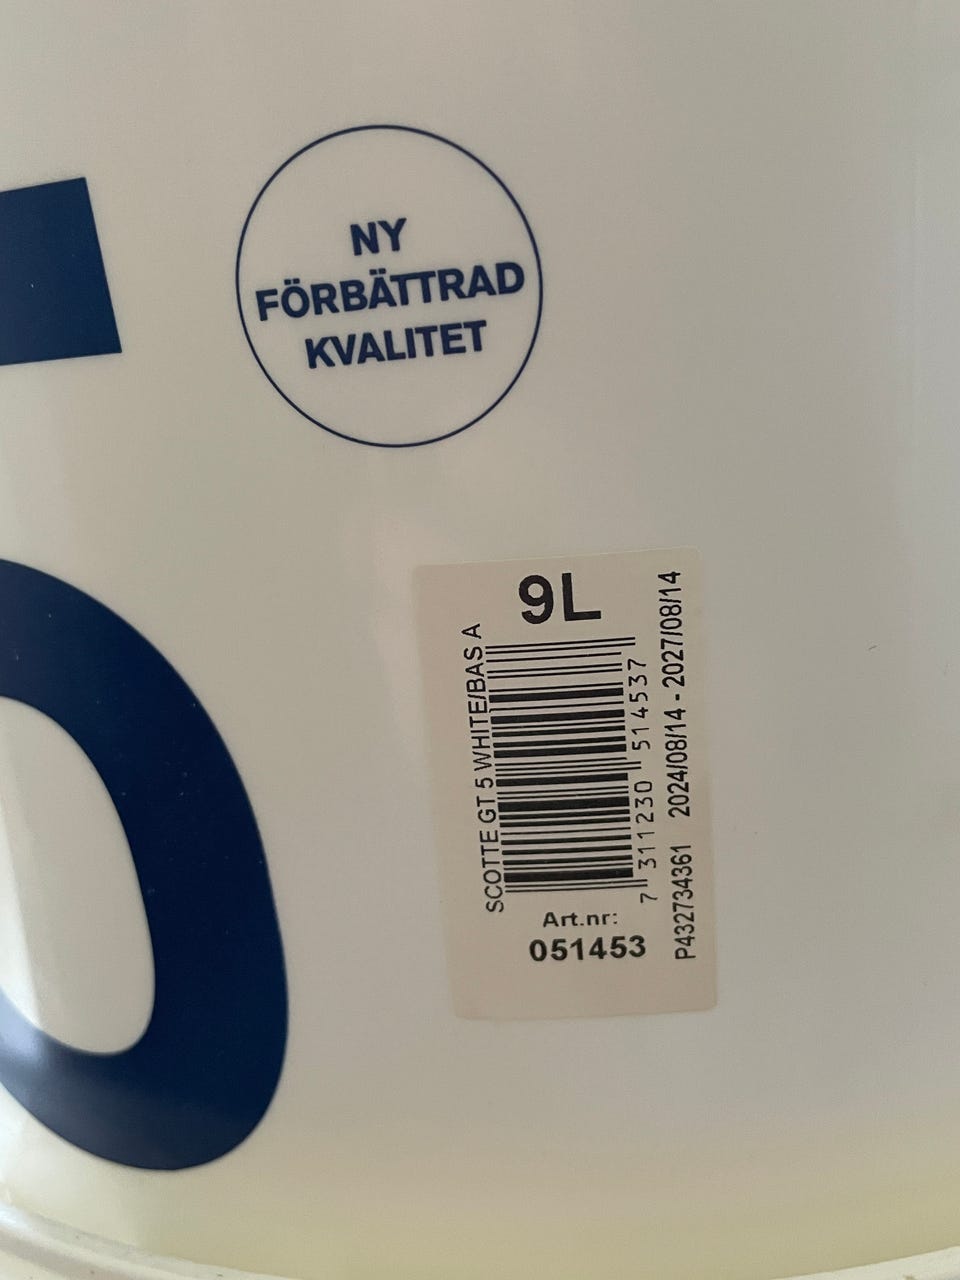 NY
FÖRBÄTTRAD
KVALITET
5
9L
SCOTTE GT 5 WHITE/BAS A
7 311230 514537
P432734361 2024/08/14 - 2027/08/14
Art.nr:
051453